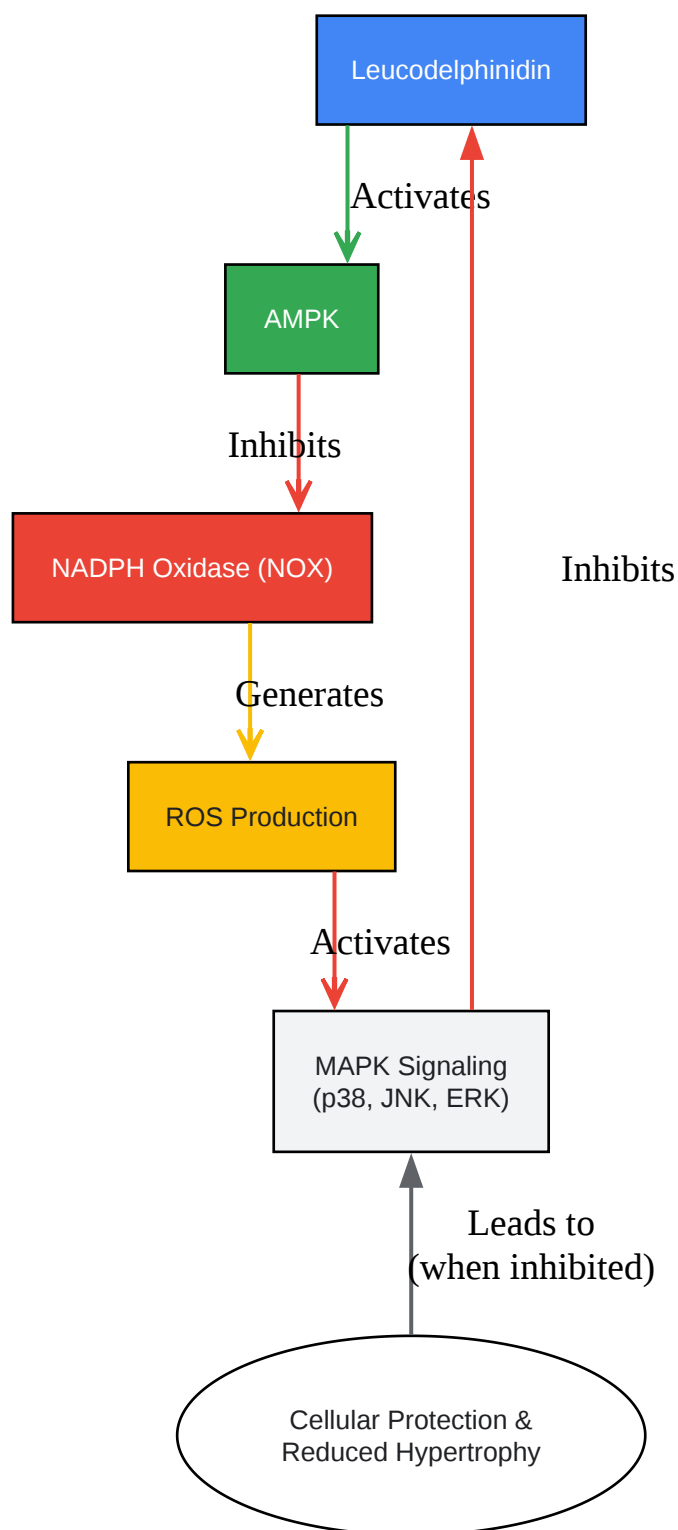 Leucodelphinidin
Activates
AMPK
Inhibits
NADPH Oxidase (NOX)
Inhibits
Generates
ROS Production
Activates
MAPK Signaling
(p38, JNK, ERK)
Leads to
(when inhibited)
Cellular Protection &
Reduced Hypertrophy